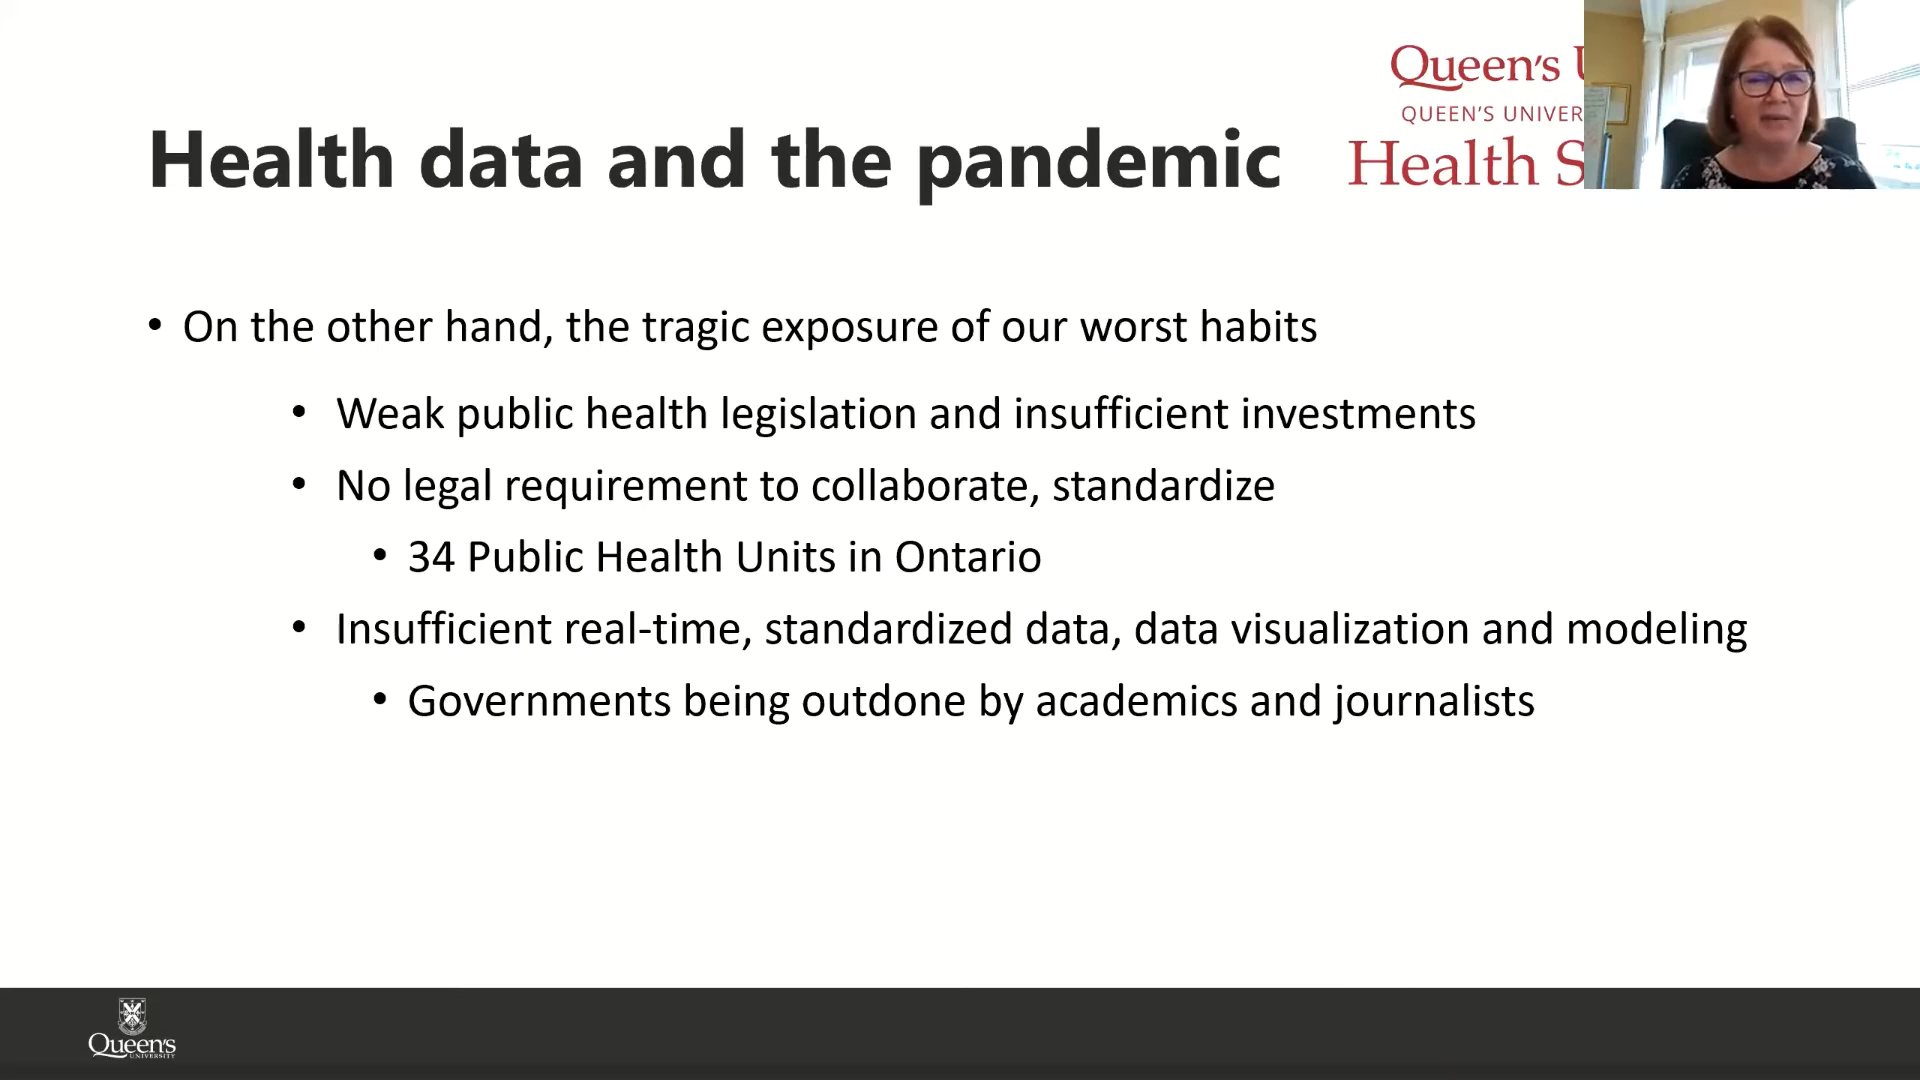 Queen's
QUEEN'S UNIVER
Health S
Health data and the pandemic
• On the other hand, the tragic exposure of our worst habits
• Weak public health legislation and insufficient investments
• No legal requirement to collaborate, standardize
• 34 Public Health Units in Ontario
• Insufficient real-time, standardized data, data visualization and modeling
• Governments being outdone by academics and journalists
Queen's
UNIVERSITY